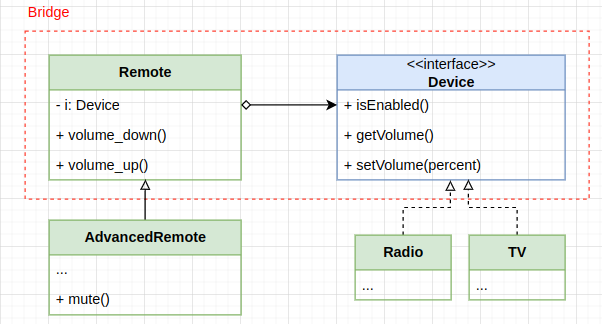 Bridge
Remote
- i: Device
+ volume_down()
+ volume_up()
<<interface>>
Device
+ isEnabled()
+ getVolume()
+ setVolume(percent)
AdvancedRemote
...
+ mute()
Radio
...
TV
...